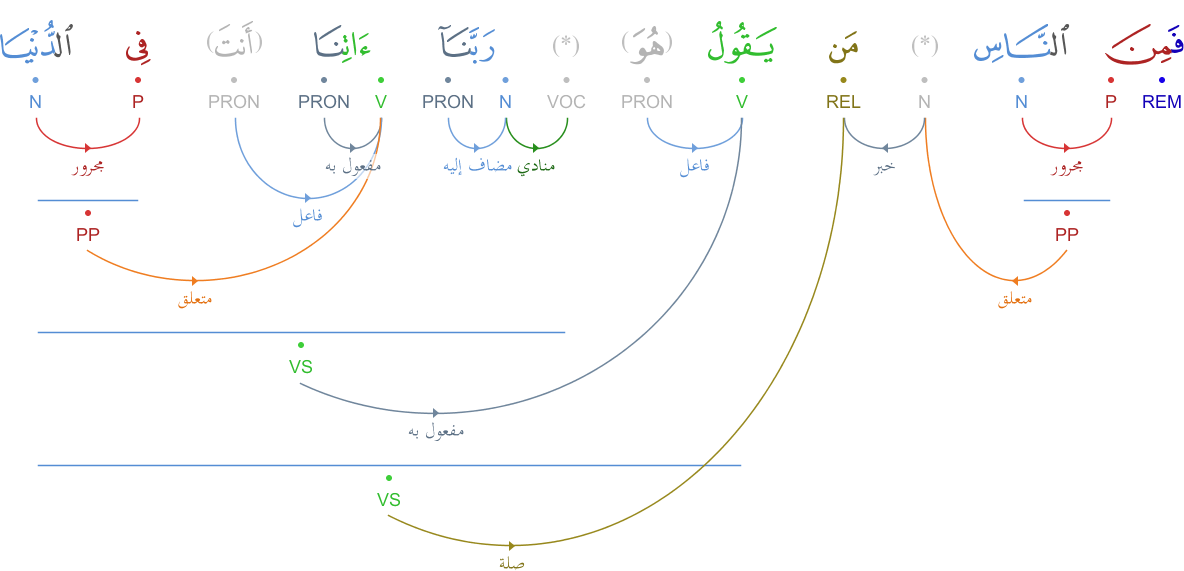 فَمِنَ ٱلنَّاسِ (*) مَن يَقُولُ (هُوَ) (*) رَبَّنَآ ءَاتِنَا (أَنتَ) فِى ٱلدُّنْيَا
REM P N N REL V PRON VOC N PRON V PRON PRON P N
مجرور خبر فاعل منادي مضاف إليه مفعول به مجرور
فاعل
PP PP
متعلق متعلق
VS
مفعول به
VS
صلة